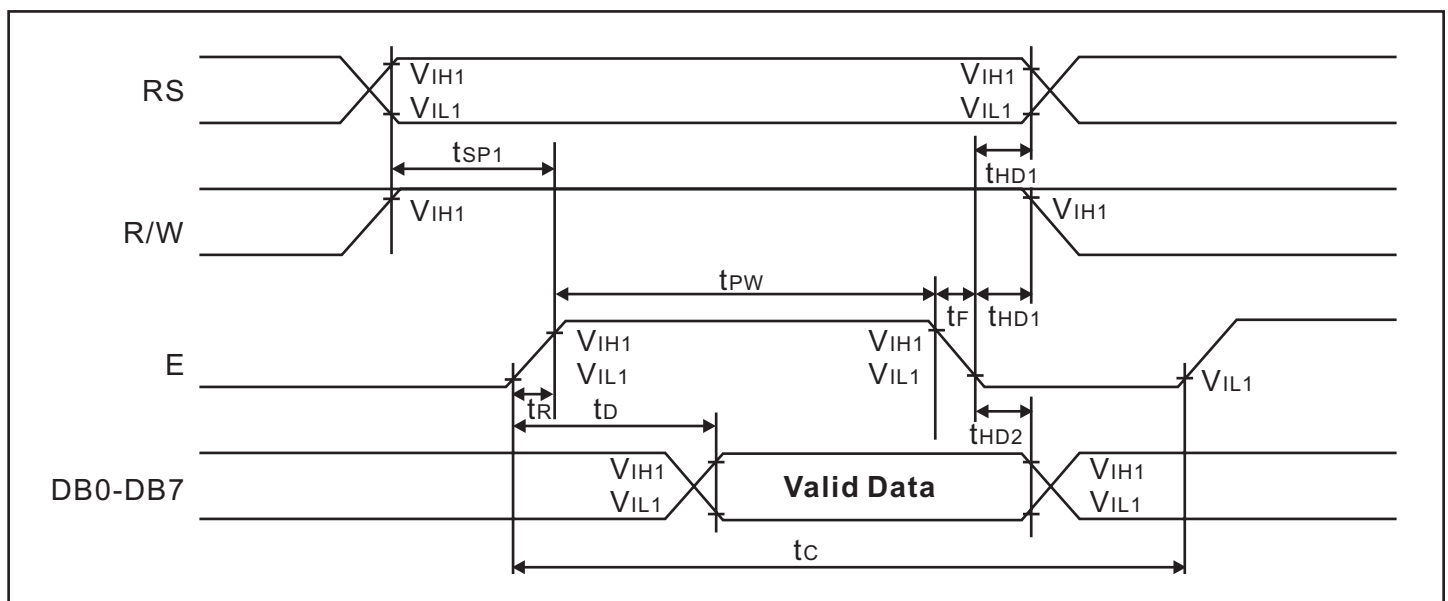 RS
VIH1 VIH1
VIL1 VIL1
tSP1 tHD1
R/W
VIH1 VIH1
tPW tF tHD1
E
VIH1 VIH1
VIL1 VIL1 VIL1
tR tD tHD2
DB0-DB7
VIH1 Valid Data VIH1
VIL1 VIL1
tC